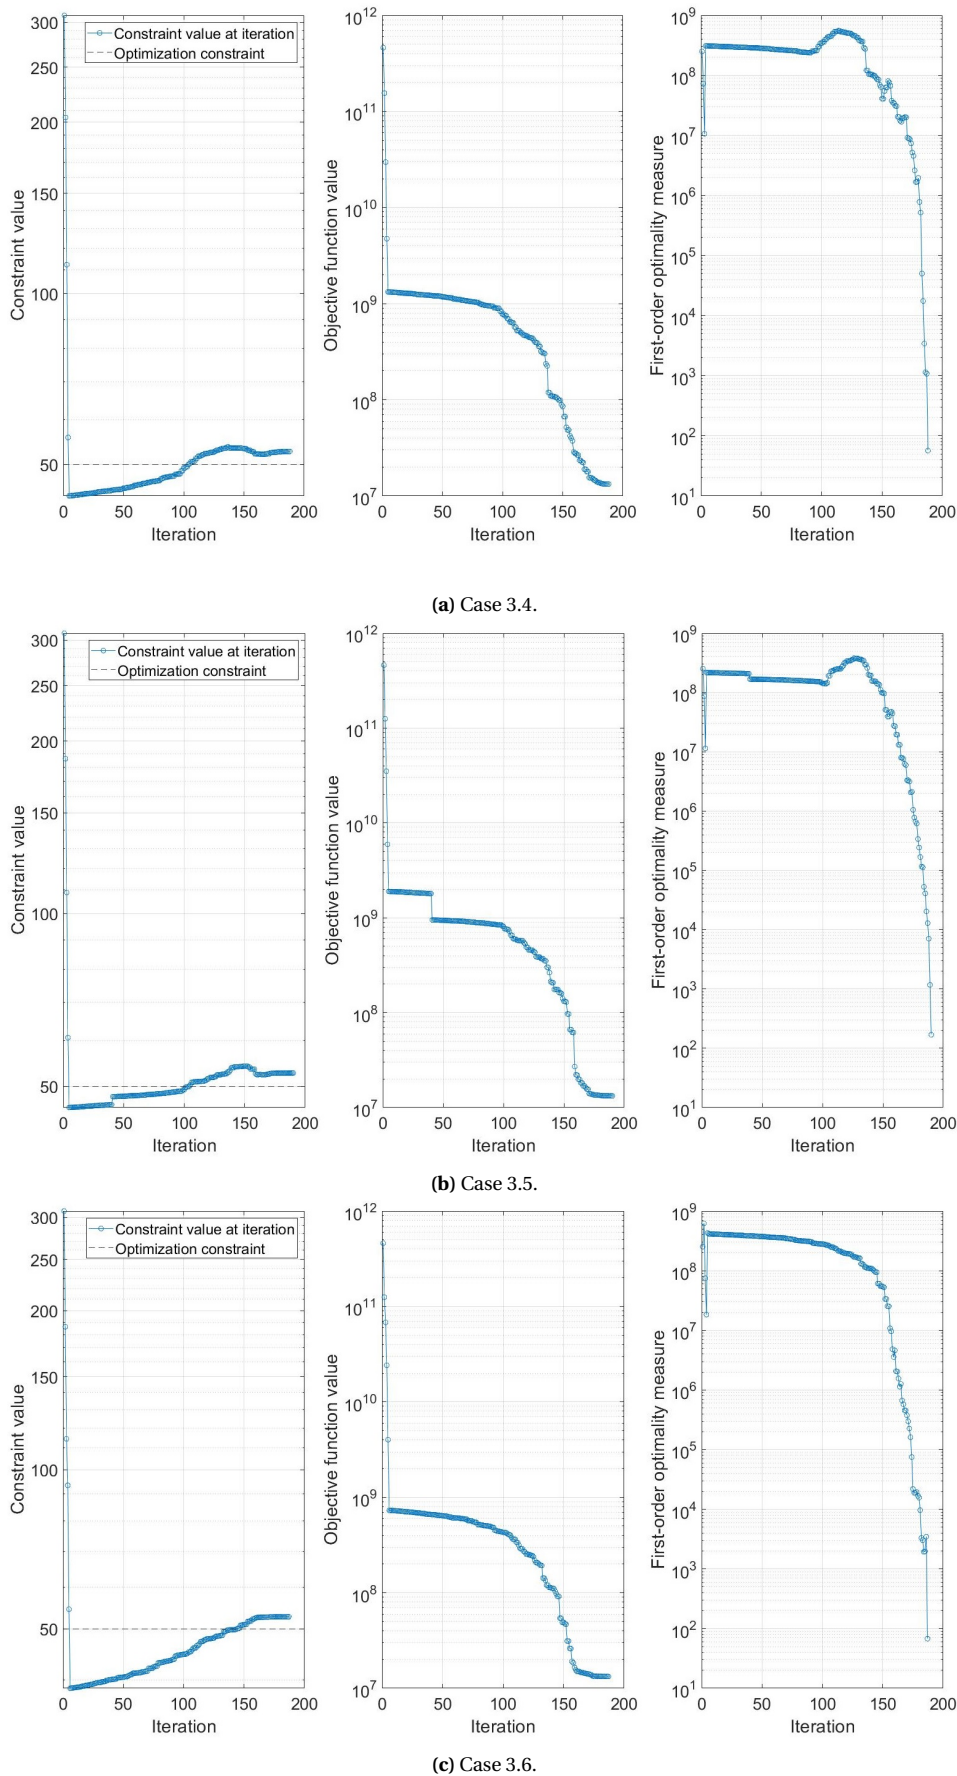 300
250
200
150
100
50
Constraint value
Constraint value at iteration
Optimization constraint
0 50 100 150 200
Iteration
10^12
10^11
10^10
10^9
10^8
10^7
Objective function value
0 50 100 150 200
Iteration
10^9
10^8
10^7
10^6
10^5
10^4
10^3
10^2
10^1
First-order optimality measure
0 50 100 150 200
Iteration
(a) Case 3.4.
300
250
200
150
100
50
Constraint value
Constraint value at iteration
Optimization constraint
0 50 100 150 200
Iteration
10^12
10^11
10^10
10^9
10^8
10^7
Objective function value
0 50 100 150 200
Iteration
10^9
10^8
10^7
10^6
10^5
10^4
10^3
10^2
10^1
First-order optimality measure
0 50 100 150 200
Iteration
(b) Case 3.5.
300
250
200
150
100
50
Constraint value
Constraint value at iteration
Optimization constraint
0 50 100 150 200
Iteration
10^12
10^11
10^10
10^9
10^8
10^7
Objective function value
0 50 100 150 200
Iteration
10^9
10^8
10^7
10^6
10^5
10^4
10^3
10^2
10^1
First-order optimality measure
0 50 100 150 200
Iteration
(c) Case 3.6.